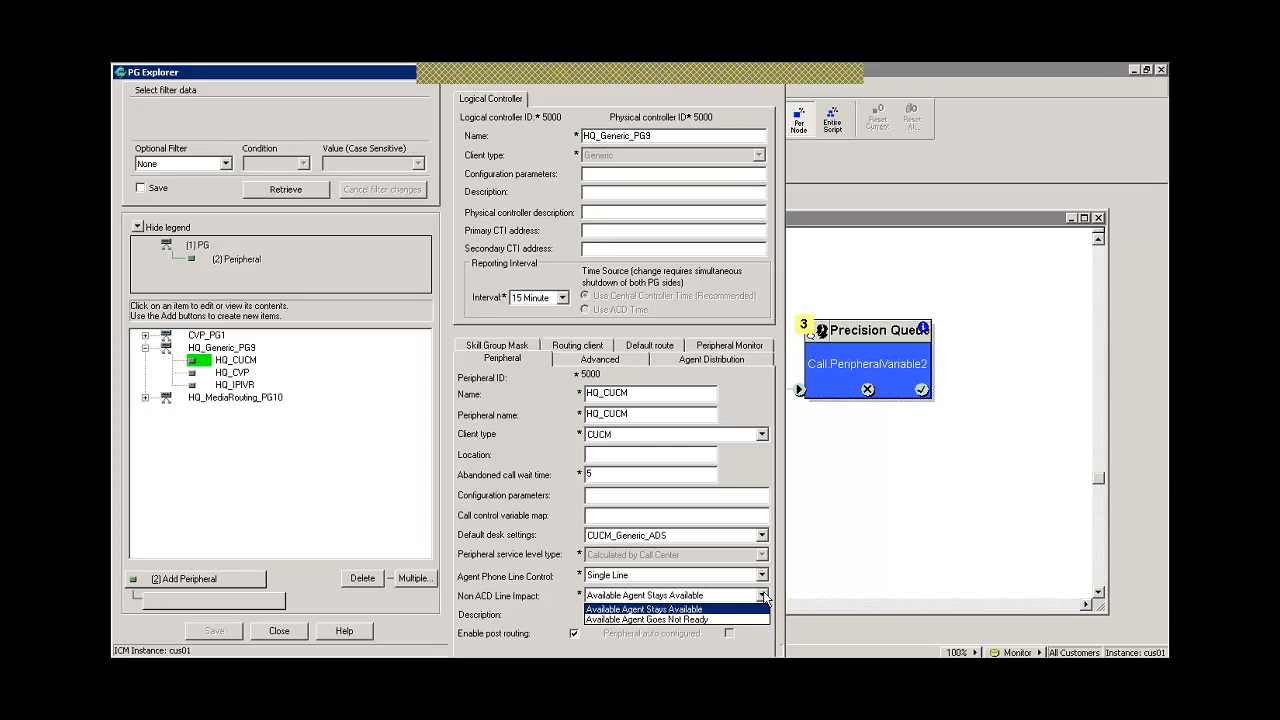 PG Explorer
Select filter data
Optional Filter
Condition
Value (Case Sensitive)
None
Save
Retrieve
Cancel filter changes
Hide legend
(1) PG
(2) Peripheral
Click on an item to edit or view its contents.
Use the Add buttons to create new items.
CVP_PG1
HQ_Generic_PG9
HQ_CUCM
HQ_CVP
HQ_IPIVR
HQ_MediaRouting_PG10
(2) Add Peripheral
Delete
Multiple...
Save
Close
Help
ICM Instance: cus01
Logical Controller
Logical controller ID:* 5000
Physical controller ID* 5000
Name: * HQ_Generic_PG9
Client type: * Generic
Configuration parameters:
Description:
Physical controller description:
Primary CTI address:
Secondary CTI address:
Reporting Interval
Interval:* 15 Minute
Time Source (change requires simultaneous
shutdown of both PG sides)
Use Central Controller Time (Recommended)
Use ACD Time
Skill Group Mask
Routing client
Default route
Peripheral Monitor
Peripheral
Advanced
Agent Distribution
Peripheral ID: * 5000
Name: * HQ_CUCM
Peripheral name: * HQ_CUCM
Client type * CUCM
Location:
Abandoned call wait time: * 5
Configuration parameters:
Call control variable map:
Default desk settings: CUCM_Generic_ADS
Peripheral service level type: * Calculated by Call Center
Agent Phone Line Control: * Single Line
Non ACD Line Impact: * Available Agent Stays Available
Available Agent Stays Available
Available Agent Goes Not Ready
Description:
Enable post routing:
Peripheral auto configured
Per
Node
Entire
Script
Reset
Current
Reset
All...
3
Precision Queue
Call.PeripheralVariable2
100%
Monitor
All Customers
Instance: cus01